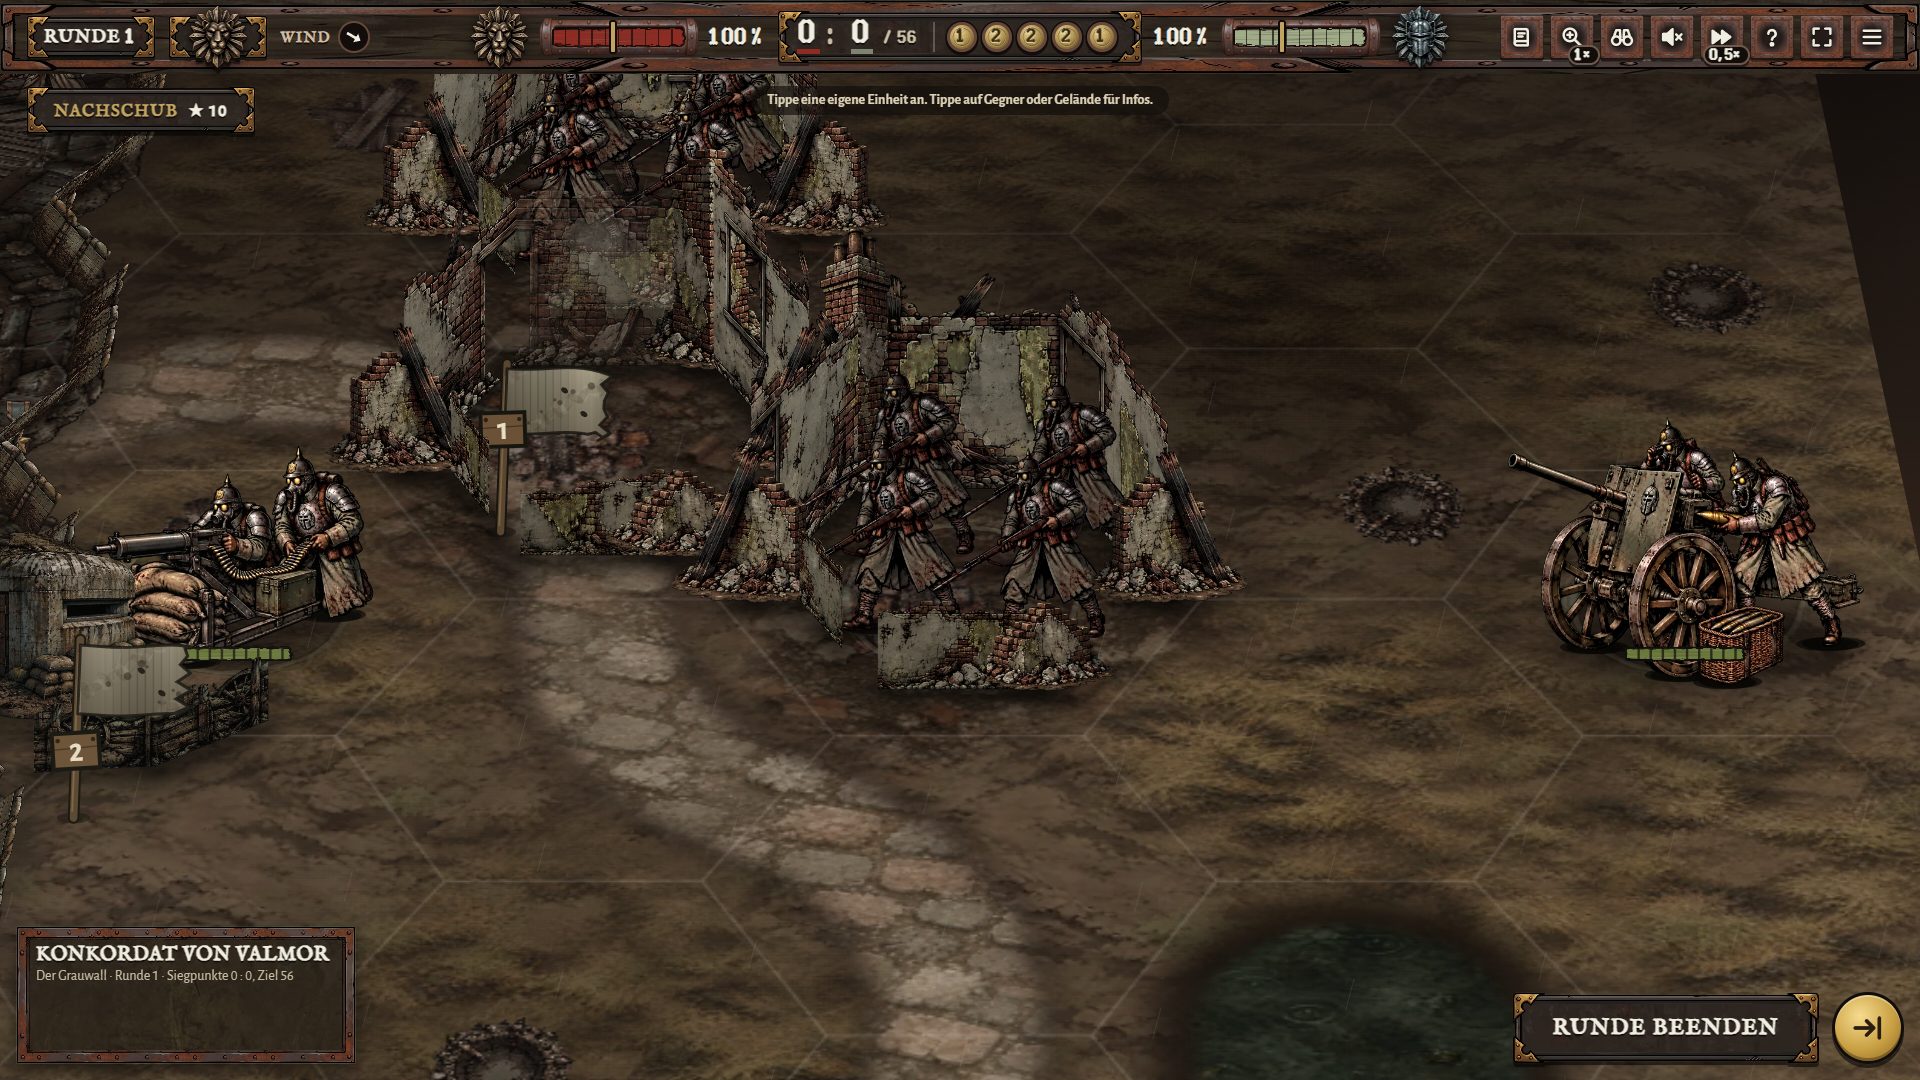 RUNDE 1
WIND
100 %
0 : 0 / 56
1 2 2 2 1
100 %
1×
0,5×
?
NACHSCHUB ★ 10
Tippe eine eigene Einheit an. Tippe auf Gegner oder Gelände für Infos.
1
2
KONKORDAT VON VALMOR
Der Grauwall · Runde 1 · Siegpunkte 0 : 0, Ziel 56
RUNDE BEENDEN